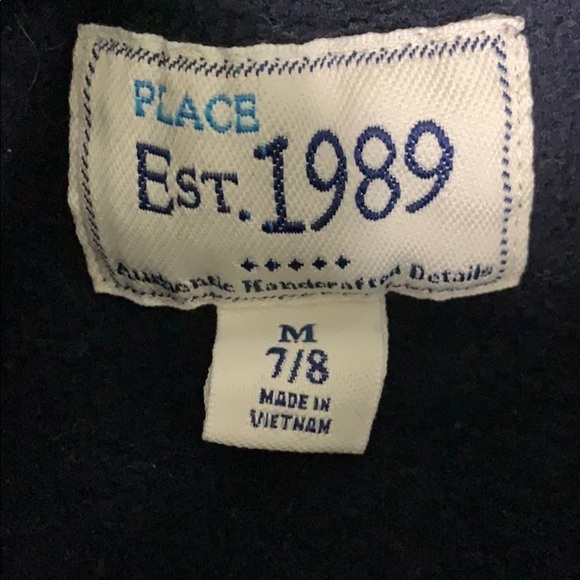 PLACE
EST. 1989
Authentic Handcrafted Details
M
7/8
MADE IN
VIETNAM